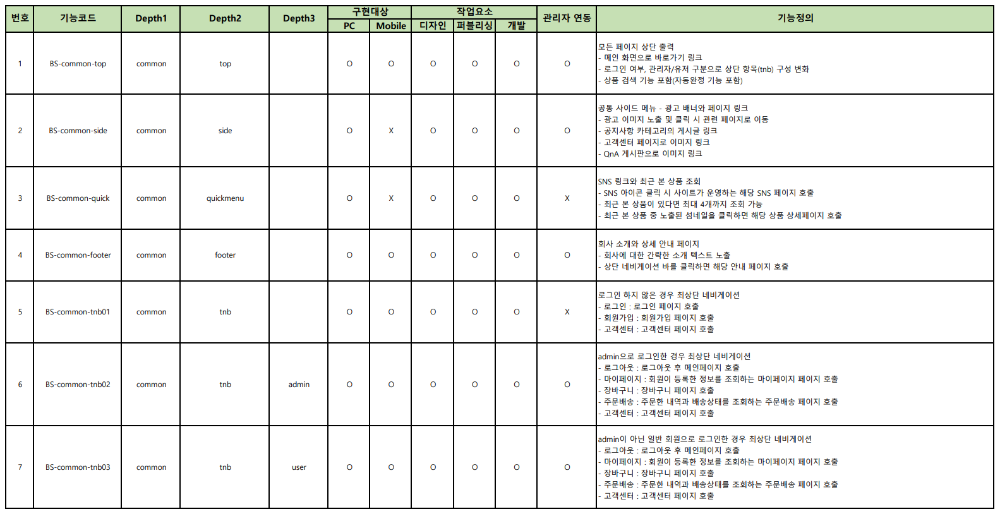 번호 기능코드 Depth1 Depth2 Depth3 구현대상 작업요소 관리자 연동 기능정의
PC Mobile 디자인 퍼블리싱 개발
1 BS-common-top common top O O O O O O
모든 페이지 상단 출력
- 메인 화면으로 바로가기 링크
- 로그인 여부, 관리자/유저 구분으로 상단 항목(tnb) 구성 변화
- 상품 검색 기능 포함(자동완정 기능 포함)
2 BS-common-side common side O X O O O O
공통 사이드 메뉴 - 광고 배너와 페이지 링크
- 광고 이미지 노출 및 클릭 시 관련 페이지로 이동
- 공지사항 카테고리의 게시글 링크
- 고객센터 페이지로 이미지 링크
- QnA 게시판으로 이미지 링크
3 BS-common-quick common quickmenu O X O O O X
SNS 링크와 최근 본 상품 조회
- SNS 아이콘 클릭 시 사이트가 운영하는 해당 SNS 페이지 호출
- 최근 본 상품이 있다면 최대 4개까지 조회 가능
- 최근 본 상품 중 노출된 섬네일을 클릭하면 해당 상품 상세페이지 호출
4 BS-common-footer common footer O O O O O O
회사 소개와 상세 안내 페이지
- 회사에 대한 간략한 소개 텍스트 노출
- 상단 네비게이션 바를 클릭하면 해당 안내 페이지 호출
5 BS-common-tnb01 common tnb O O O O O X
로그인 하지 않은 경우 최상단 네비게이션
- 로그인 : 로그인 페이지 호출
- 회원가입 : 회원가입 페이지 호출
- 고객센터 : 고객센터 페이지 호출
6 BS-common-tnb02 common tnb admin O O O O O O
admin으로 로그인한 경우 최상단 네비게이션
- 로그아웃 : 로그아웃 후 메인페이지 호출
- 마이페이지 : 회원이 등록한 정보를 조회하는 마이페이지 페이지 호출
- 장바구니 : 장바구니 페이지 호출
- 주문배송 : 주문한 내역과 배송상태를 조회하는 주문배송 페이지 호출
- 고객센터 : 고객센터 페이지 호출
7 BS-common-tnb03 common tnb user O O O O O O
admin이 아닌 일반 회원으로 로그인한 경우 최상단 네비게이션
- 로그아웃 : 로그아웃 후 메인페이지 호출
- 마이페이지 : 회원이 등록한 정보를 조회하는 마이페이지 페이지 호출
- 장바구니 : 장바구니 페이지 호출
- 주문배송 : 주문한 내역과 배송상태를 조회하는 주문배송 페이지 호출
- 고객센터 : 고객센터 페이지 호출